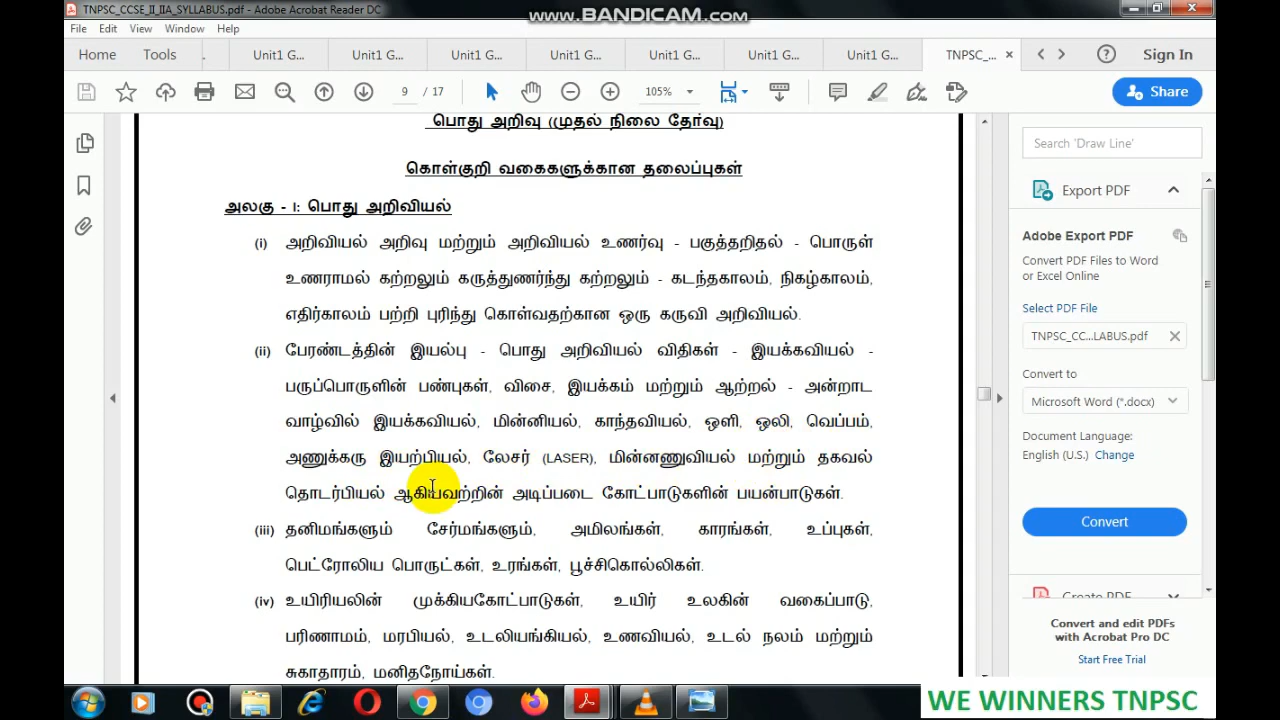 TNPSC_CCSE_II_IIA_SYLLABUS.pdf - Adobe Acrobat Reader DC
www.BANDICAM.com
File Edit View Window Help
Home Tools Unit1 G... Unit1 G... Unit1 G... Unit1 G... Unit1 G... Unit1 G... Unit1 G... TNPSC_... × Sign In
9 / 17 105% Share
பொது அறிவு (முதல் நிலை தேர்வு)
கொள்குறி வகைகளுக்கான தலைப்புகள்
அலகு - I: பொது அறிவியல்
(i) அறிவியல் அறிவு மற்றும் அறிவியல் உணர்வு - பகுத்தறிதல் - பொருள்
உணராமல் கற்றலும் கருத்துணர்ந்து கற்றலும் - கடந்தகாலம், நிகழ்காலம்,
எதிர்காலம் பற்றி புரிந்து கொள்வதற்கான ஒரு கருவி அறிவியல்.
(ii) பேரண்டத்தின் இயல்பு - பொது அறிவியல் விதிகள் - இயக்கவியல் -
பருப்பொருளின் பண்புகள், விசை, இயக்கம் மற்றும் ஆற்றல் - அன்றாட
வாழ்வில் இயக்கவியல், மின்னியல், காந்தவியல், ஒளி, ஒலி, வெப்பம்,
அணுக்கரு இயற்பியல், லேசர் (LASER), மின்னணுவியல் மற்றும் தகவல்
தொடர்பியல் ஆகியவற்றின் அடிப்படை கோட்பாடுகளின் பயன்பாடுகள்.
(iii) தனிமங்களும் சேர்மங்களும், அமிலங்கள், காரங்கள், உப்புகள்,
பெட்ரோலிய பொருட்கள், உரங்கள், பூச்சிகொல்லிகள்.
(iv) உயிரியலின் முக்கியகோட்பாடுகள், உயிர் உலகின் வகைப்பாடு,
பரிணாமம், மரபியல், உடலியங்கியல், உணவியல், உடல் நலம் மற்றும்
சுகாதாரம், மனிதநோய்கள்.
Search 'Draw Line'
Export PDF
Adobe Export PDF
Convert PDF Files to Word
or Excel Online
Select PDF File
TNPSC_CC...LABUS.pdf ×
Convert to
Microsoft Word (*.docx)
Document Language:
English (U.S.) Change
Convert
Create PDF
Convert and edit PDFs
with Acrobat Pro DC
Start Free Trial
WE WINNERS TNPSC